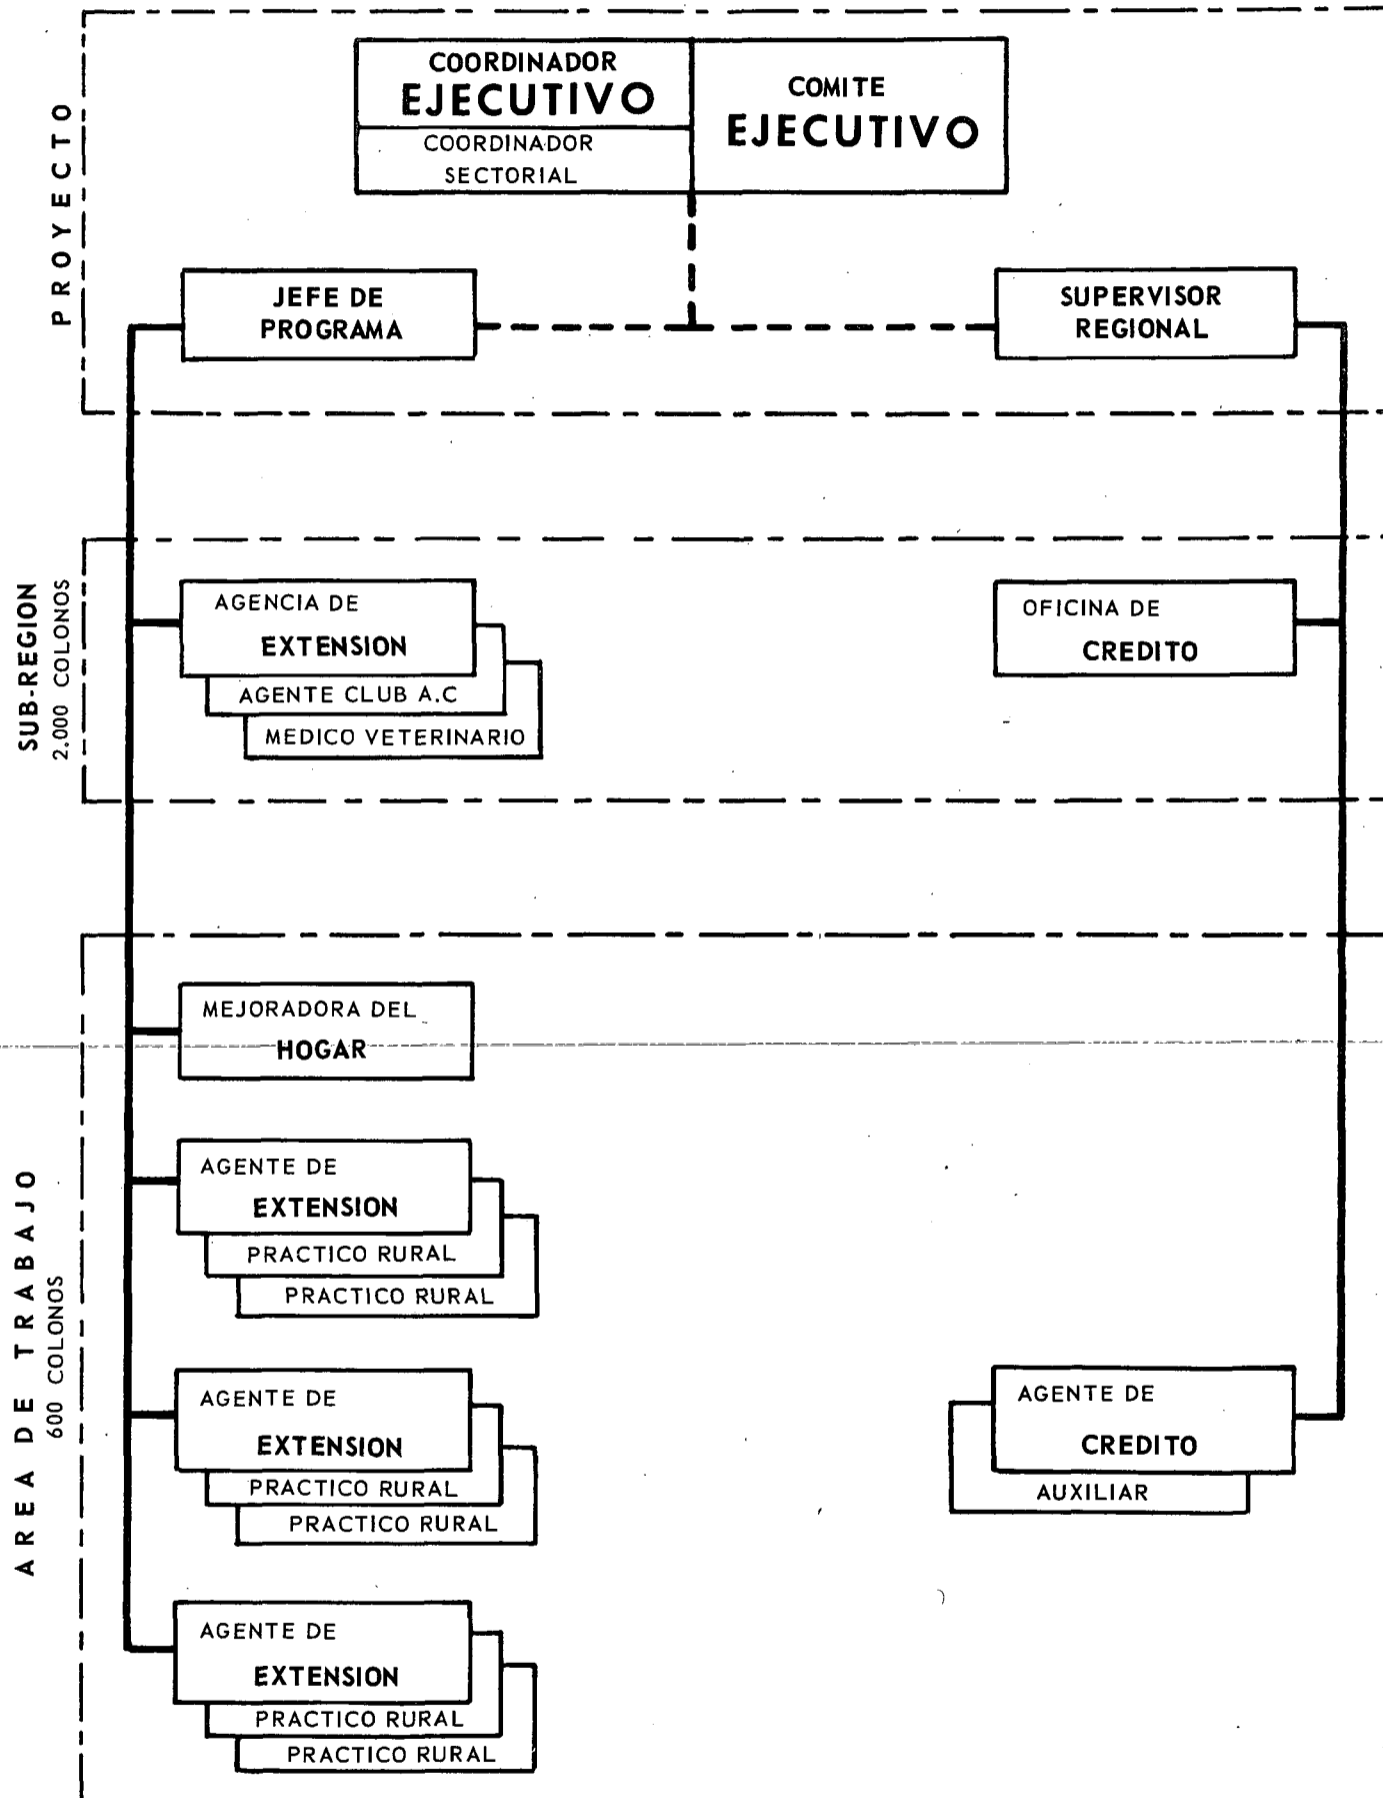 PROYECTO
COORDINADOR
EJECUTIVO
COORDINADOR
SECTORIAL
COMITE
EJECUTIVO
JEFE DE
PROGRAMA
SUPERVISOR
REGIONAL
SUB-REGION
2.000 COLONOS
AGENCIA DE
EXTENSION
AGENTE CLUB A.C
MEDICO VETERINARIO
OFICINA DE
CREDITO
AREA DE TRABAJO
600 COLONOS
MEJORADORA DEL
HOGAR
AGENTE DE
EXTENSION
PRACTICO RURAL
PRACTICO RURAL
AGENTE DE
EXTENSION
PRACTICO RURAL
PRACTICO RURAL
AGENTE DE
CREDITO
AUXILIAR
AGENTE DE
EXTENSION
PRACTICO RURAL
PRACTICO RURAL